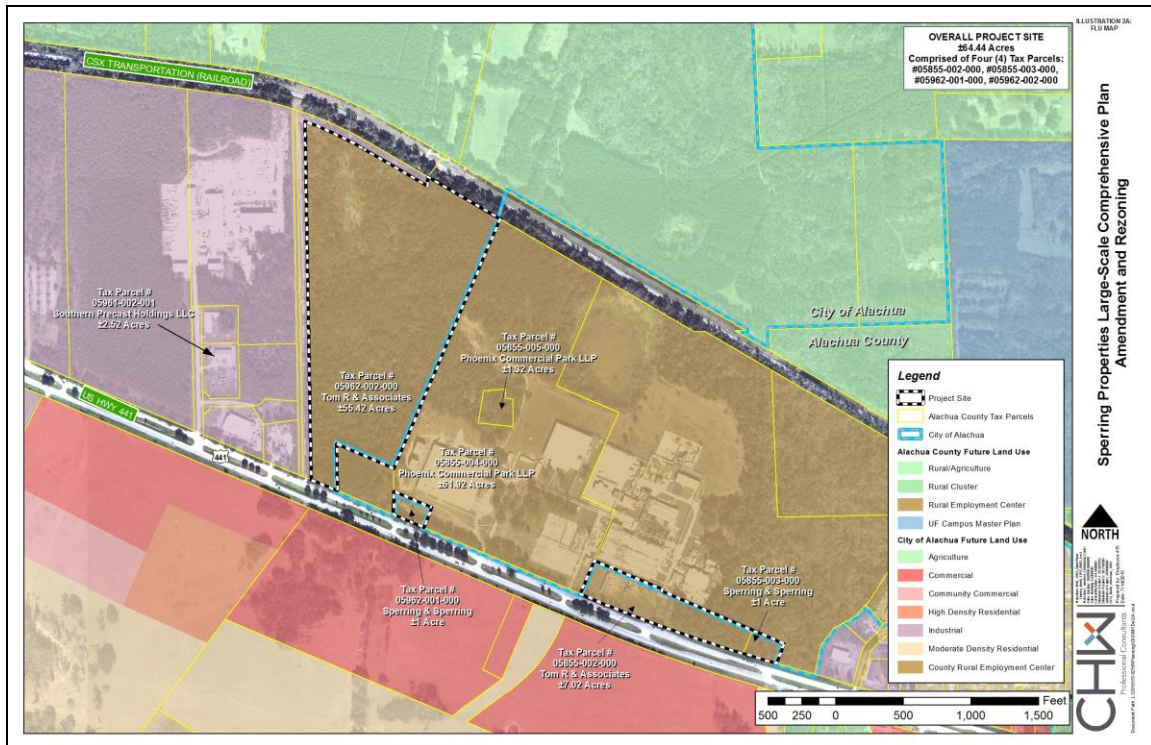 ILLUSTRATION 2A:
FLU MAP
OVERALL PROJECT SITE
±64.44 Acres
Comprised of Four (4) Tax Parcels:
#05855-002-000, #05855-003-000,
#05962-001-000, #05962-002-000
Sperring Properties Large-Scale Comprehensive Plan
Amendment and Rezoning
CSX TRANSPORTATION (RAILROAD)
Tax Parcel #
05961-002-001
Southern Precast Holdings LLC
±2.52 Acres
City of Alachua
Alachua County
Tax Parcel #
05855-005-000
Phoenix Commercial Park LLP
±1.32 Acres
Tax Parcel #
05962-002-000
Tom R & Associates
±55.42 Acres
US HWY 441
441
Tax Parcel #
05855-004-000
Phoenix Commercial Park LLP
±61.92 Acres
Tax Parcel #
05855-003-000
Sperring & Sperring
±1 Acre
Tax Parcel #
05962-001-000
Sperring & Sperring
±1 Acre
Tax Parcel #
05855-002-000
Tom R & Associates
±7.02 Acres
Legend
Project Site
Alachua County Tax Parcels
City of Alachua
Alachua County Future Land Use
Rural/Agriculture
Rural Cluster
Rural Employment Center
UF Campus Master Plan
City of Alachua Future Land Use
Agriculture
Commercial
Community Commercial
High Density Residential
Industrial
Moderate Density Residential
County Rural Employment Center
Feet
500 250 0 500 1,000 1,500
NORTH
CHW
Professional Consultants